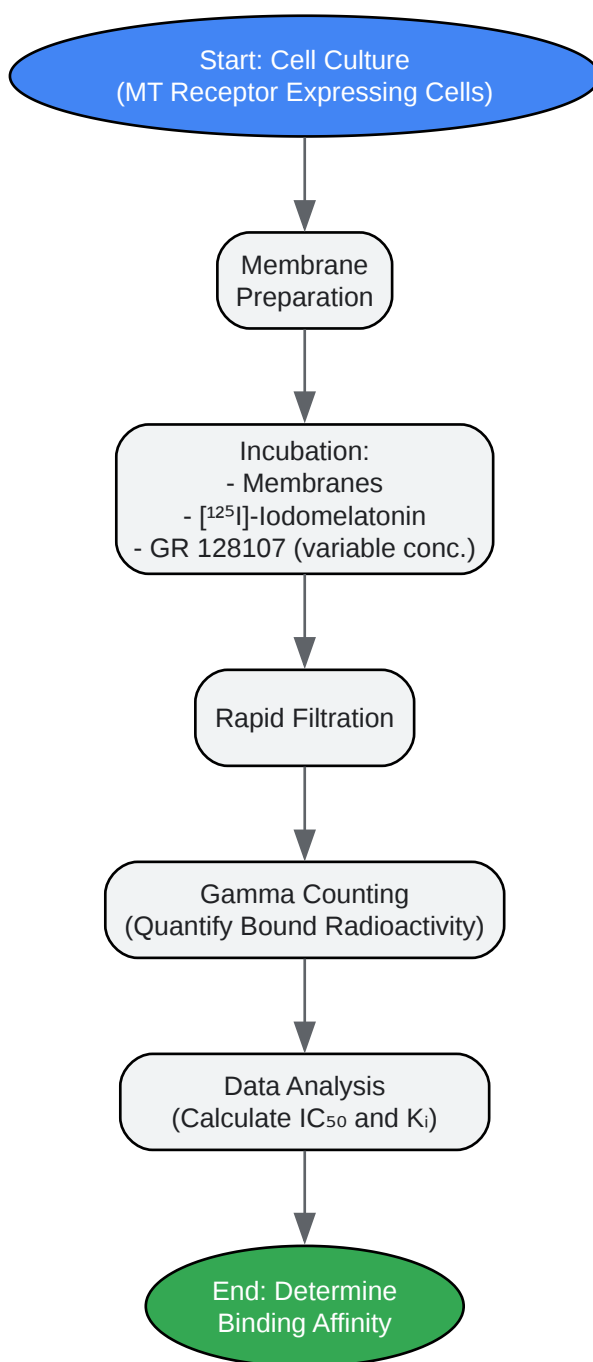 Start: Cell Culture
(MT Receptor Expressing Cells)
Membrane
Preparation
Incubation:
- Membranes
- [¹²⁵I]-Iodomelatonin
- GR 128107 (variable conc.)
Rapid Filtration
Gamma Counting
(Quantify Bound Radioactivity)
Data Analysis
(Calculate IC₅₀ and Kᵢ)
End: Determine
Binding Affinity